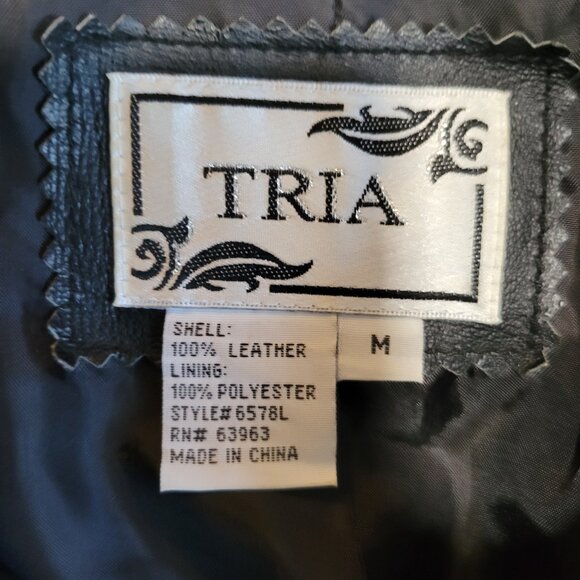 TRIA
SHELL:
100% LEATHER
LINING:
100% POLYESTER
STYLE# 6578L
RN# 63963
MADE IN CHINA
M